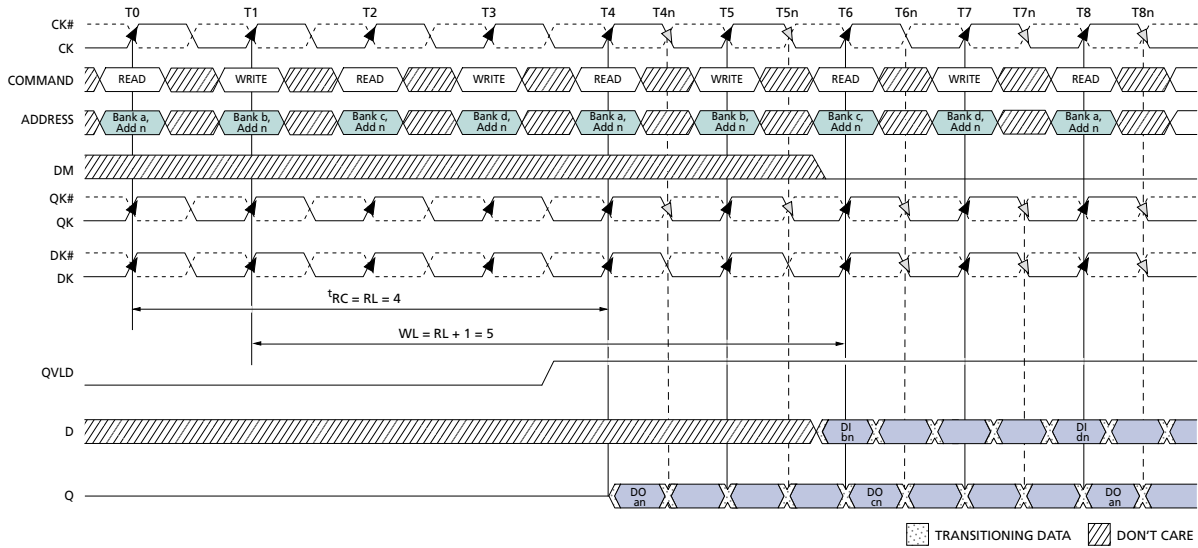 T0 T1 T2 T3 T4 T4n T5 T5n T6 T6n T7 T7n T8 T8n
CK#
CK
COMMAND READ WRITE READ WRITE READ WRITE READ WRITE READ
ADDRESS Bank a, Add n Bank b, Add n Bank c, Add n Bank d, Add n Bank a, Add n Bank b, Add n Bank c, Add n Bank d, Add n Bank a, Add n
DM
QK#
QK
DK#
DK
tRC = RL = 4
WL = RL + 1 = 5
QVLD
D DI bn DI dn
Q DO an DO cn DO an
TRANSITIONING DATA DON'T CARE